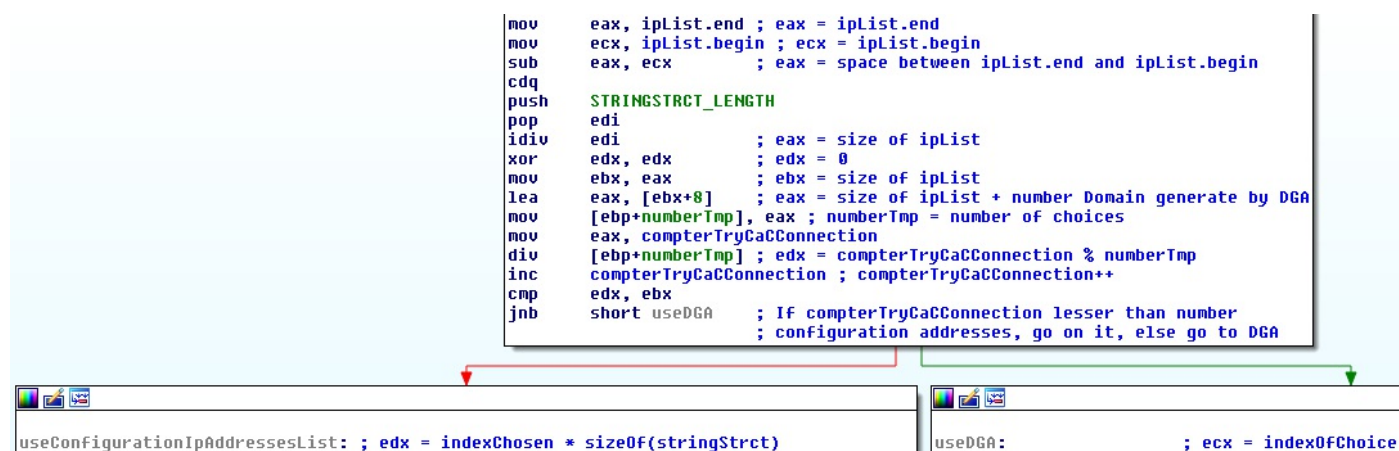 mov eax, ipList.end ; eax = ipList.end
mov ecx, ipList.begin ; ecx = ipList.begin
sub eax, ecx ; eax = space between ipList.end and ipList.begin
cdq
push STRINGSTRCT_LENGTH
pop edi
idiv edi ; eax = size of ipList
xor edx, edx ; edx = 0
mov ebx, eax ; ebx = size of ipList
lea eax, [ebx+8] ; eax = size of ipList + number Domain generate by DGA
mov [ebp+numberTmp], eax ; numberTmp = number of choices
mov eax, compterTryCaCConnection
div [ebp+numberTmp] ; edx = compterTryCaCConnection % numberTmp
inc compterTryCaCConnection ; compterTryCaCConnection++
cmp edx, ebx
jnb short useDGA ; If compterTryCaCConnection lesser than number
; configuration addresses, go on it, else go to DGA
useConfigurationIpAddressesList: ; edx = indexChosen * sizeOf(stringStrct)
useDGA: ; ecx = indexOfChoice